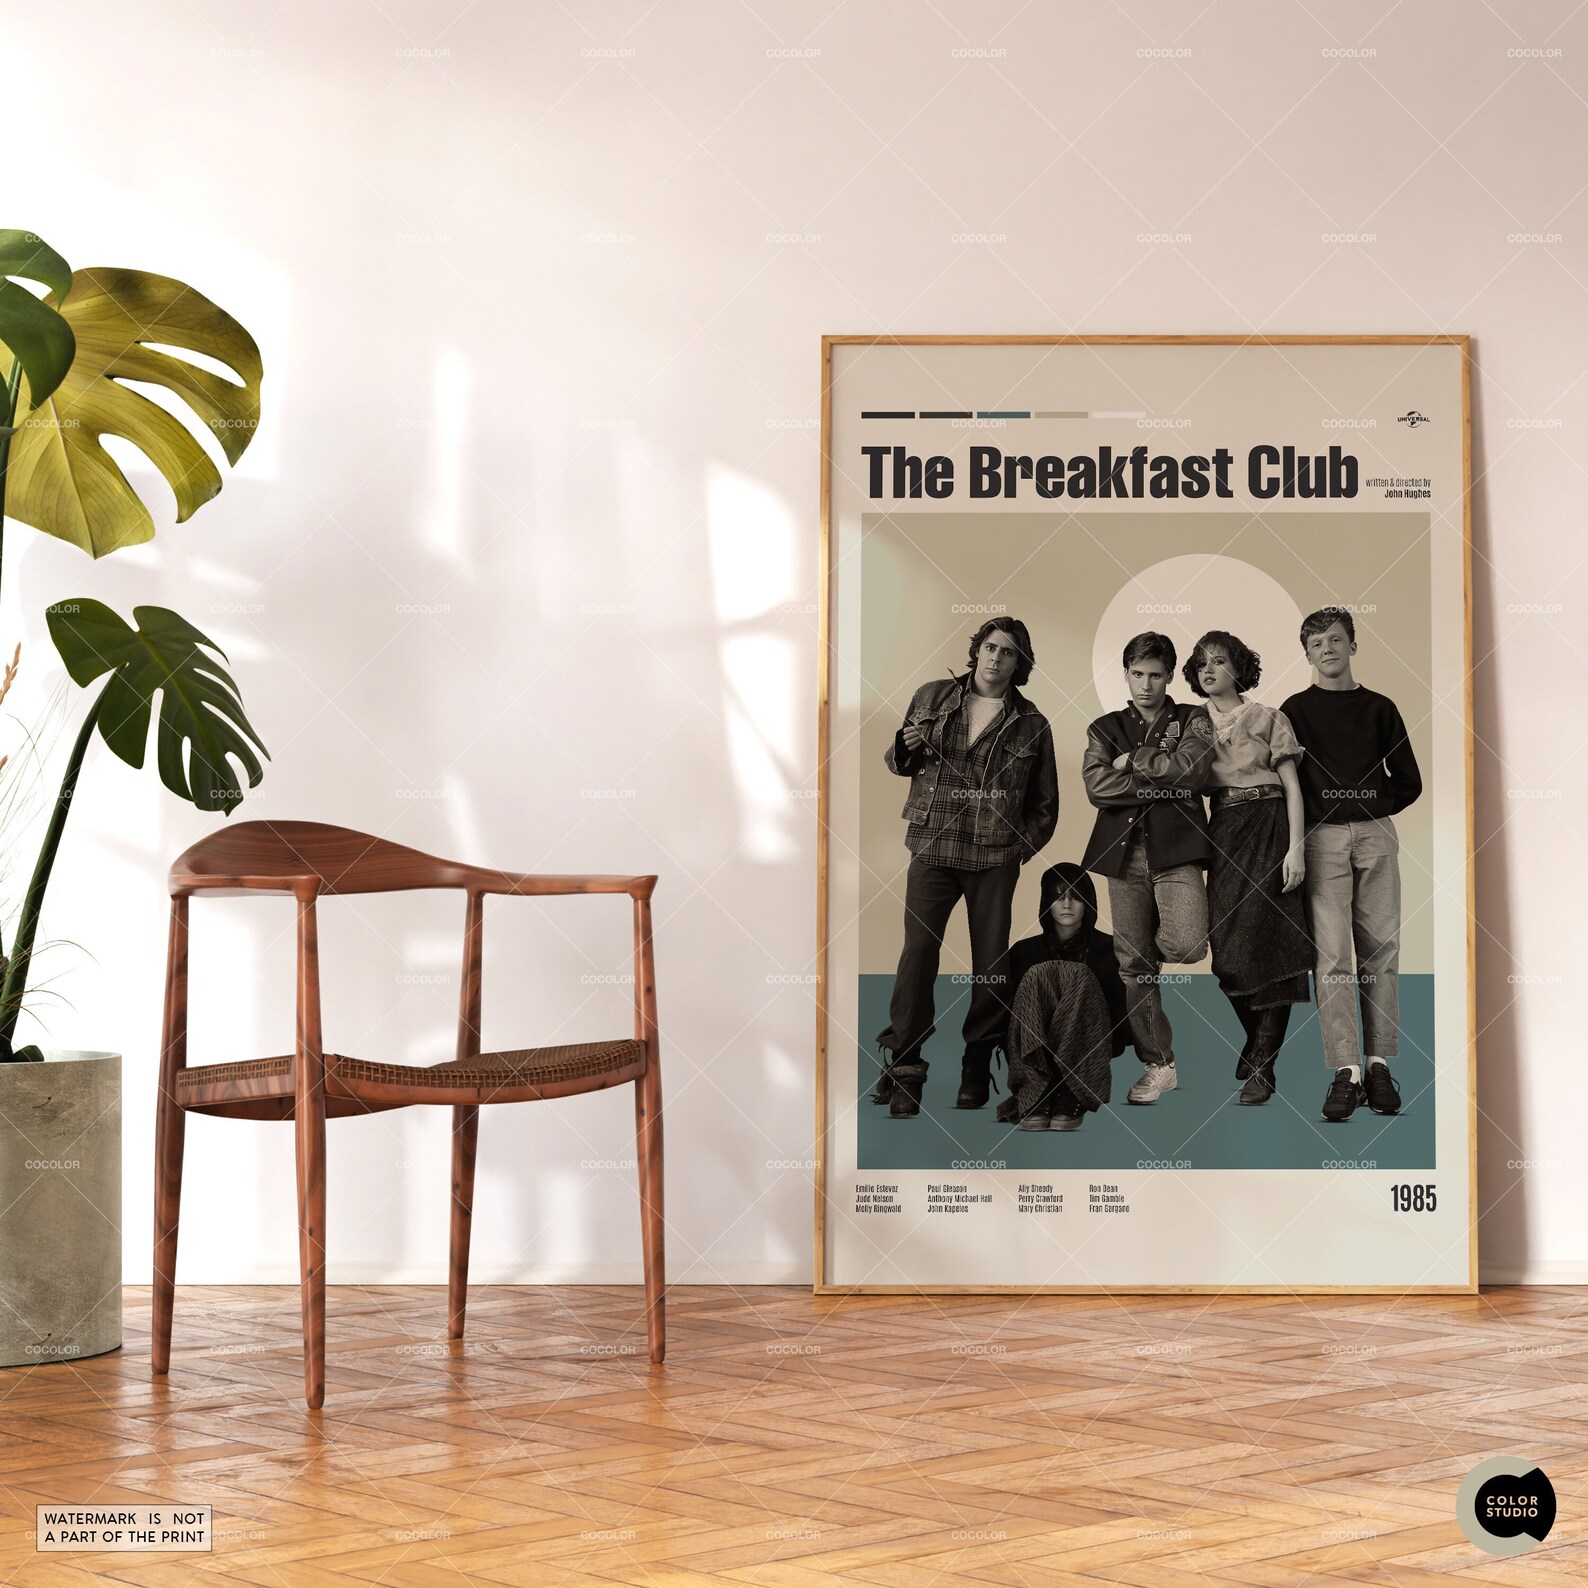 UNIVERSAL
The Breakfast Club
written & directed by
John Hughes
Emilio Estevez
Judd Nelson
Molly Ringwald
Paul Gleason
Anthony Michael Hall
John Kapelos
Ally Sheedy
Perry Crawford
Mary Christian
Ron Dean
Tim Gamble
Fran Gargano
1985
WATERMARK IS NOT
A PART OF THE PRINT
COLOR
STUDIO
COCOLOR